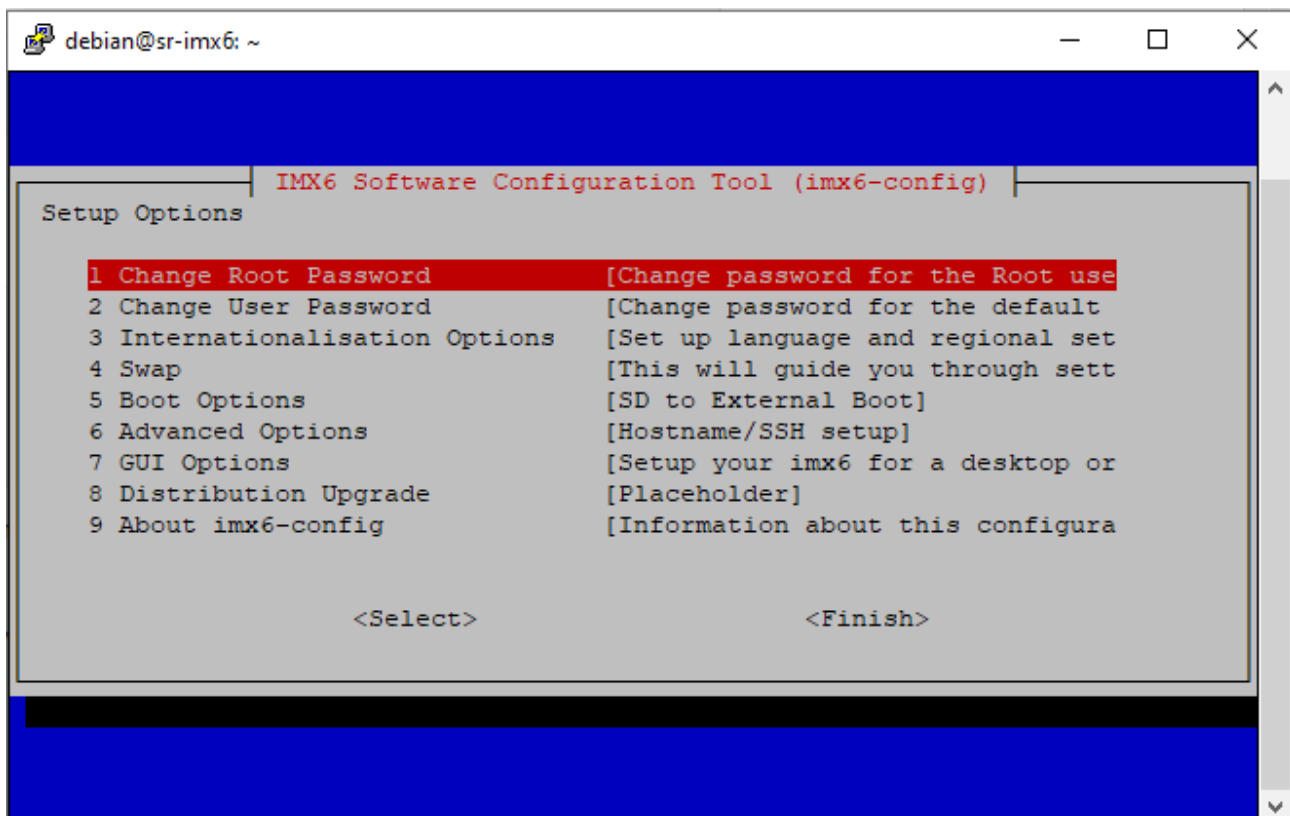 debian@sr-imx6: ~
IMX6 Software Configuration Tool (imx6-config)
Setup Options
1 Change Root Password [Change password for the Root use
2 Change User Password [Change password for the default
3 Internationalisation Options [Set up language and regional set
4 Swap [This will guide you through sett
5 Boot Options [SD to External Boot]
6 Advanced Options [Hostname/SSH setup]
7 GUI Options [Setup your imx6 for a desktop or
8 Distribution Upgrade [Placeholder]
9 About imx6-config [Information about this configura
<Select> <Finish>